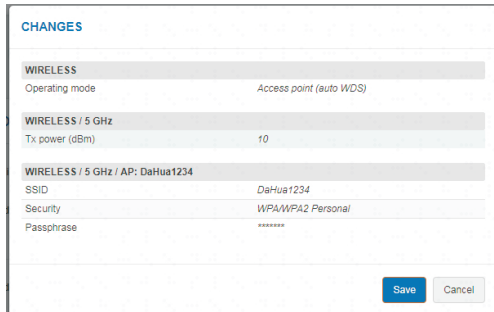 CHANGES
WIRELESS
Operating mode Access point (auto WDS)
WIRELESS / 5 GHz
Tx power (dBm) 10
WIRELESS / 5 GHz / AP: DaHua1234
SSID DaHua1234
Security WPA/WPA2 Personal
Passphrase *******
Save Cancel